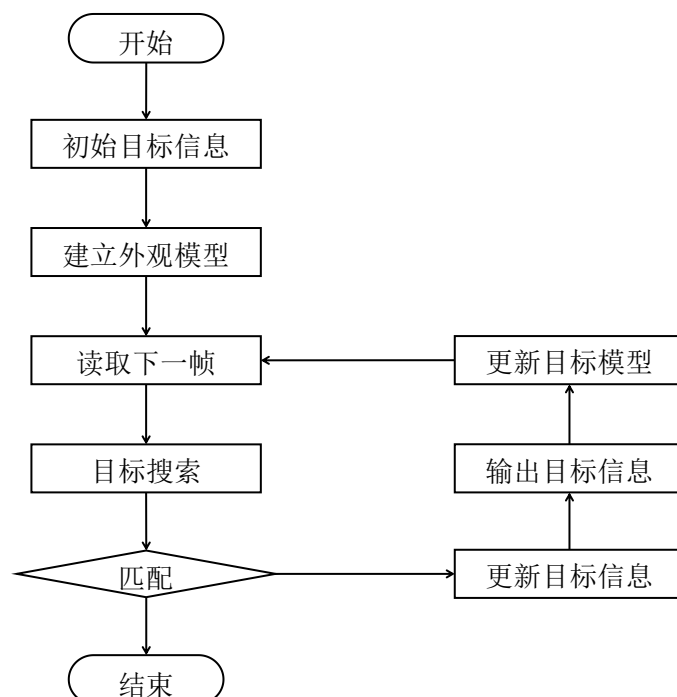 开始
初始目标信息
建立外观模型
读取下一帧
更新目标模型
目标搜索
输出目标信息
匹配
更新目标信息
结束